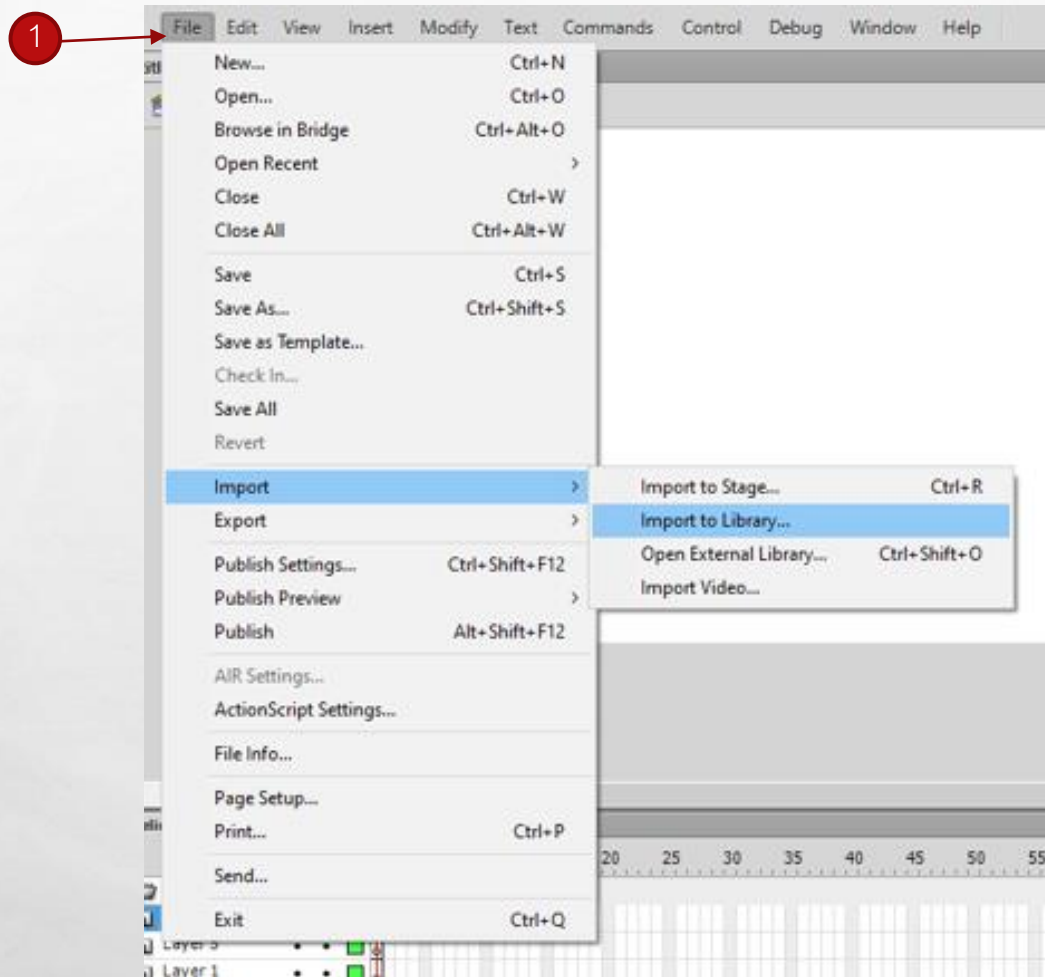 1
File Edit View Insert Modify Text Commands Control Debug Window Help
New... Ctrl+N
Open... Ctrl+O
Browse in Bridge Ctrl+Alt+O
Open Recent >
Close Ctrl+W
Close All Ctrl+Alt+W
Save Ctrl+S
Save As... Ctrl+Shift+S
Save as Template...
Check In...
Save All
Revert
Import >
Import to Stage... Ctrl+R
Export >
Import to Library...
Open External Library... Ctrl+Shift+O
Publish Settings... Ctrl+Shift+F12
Import Video...
Publish Preview >
Publish Alt+Shift+F12
AIR Settings...
ActionScript Settings...
File Info...
Page Setup...
Print... Ctrl+P
20 25 30 35 40 45 50 55
Send...
Exit Ctrl+Q
Layer 1